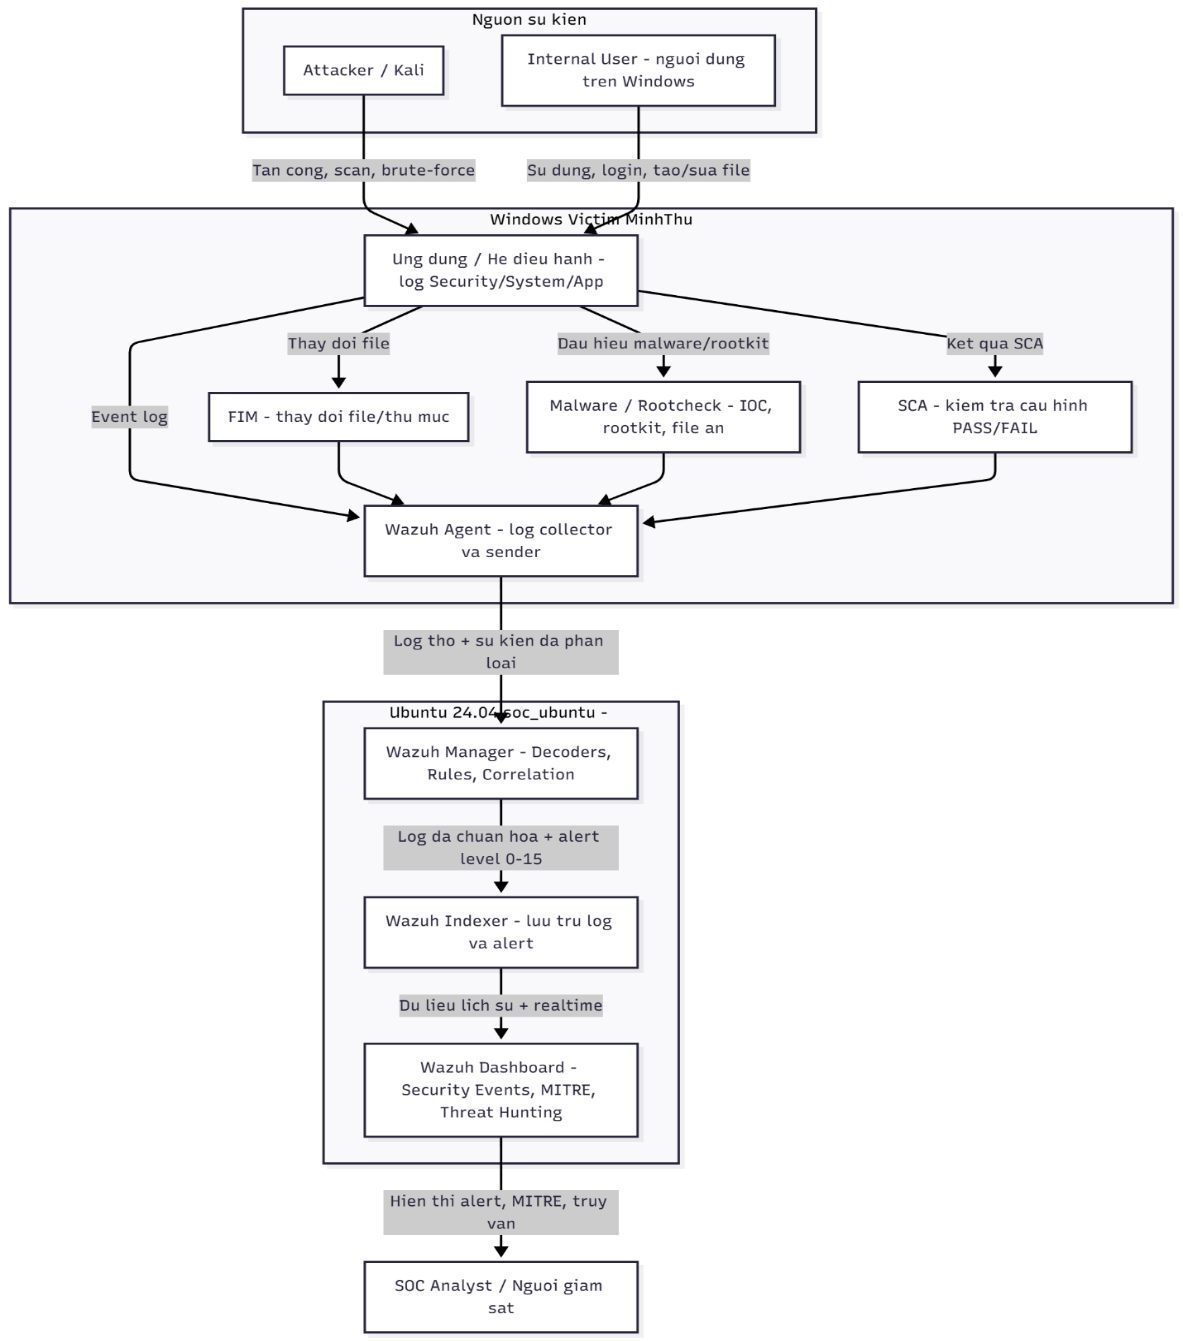 Nguon su kien
Attacker / Kali
Internal User - nguoi dung
tren Windows
Tan cong, scan, brute-force
Su dung, login, tao/sua file
Windows Victim MinhThu
Ung dung / He dieu hanh -
log Security/System/App
Thay doi file
Dau hieu malware/rootkit
Ket qua SCA
Event log
FIM - thay doi file/thu muc
Malware / Rootcheck - IOC,
rootkit, file an
SCA - kiem tra cau hinh
PASS/FAIL
Wazuh Agent - log collector
va sender
Log tho + su kien da phan
loai
Ubuntu 24.04 soc_ubuntu -
Wazuh Manager - Decoders,
Rules, Correlation
Log da chuan hoa + alert
level 0-15
Wazuh Indexer - luu tru log
va alert
Du lieu lich su + realtime
Wazuh Dashboard -
Security Events, MITRE,
Threat Hunting
Hien thi alert, MITRE, truy
van
SOC Analyst / Nguoi giam
sat